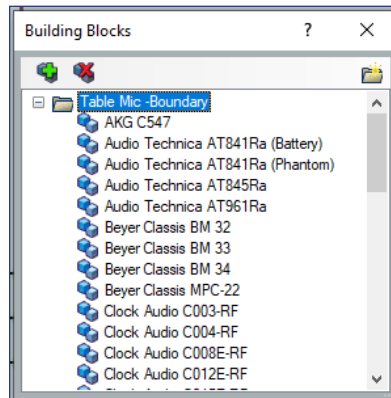 Building Blocks
Table Mic -Boundary
AKG C547
Audio Technica AT841Ra (Battery)
Audio Technica AT841Ra (Phantom)
Audio Technica AT845Ra
Audio Technica AT961Ra
Beyer Classis BM 32
Beyer Classis BM 33
Beyer Classis BM 34
Beyer Classis MPC-22
Clock Audio C003-RF
Clock Audio C004-RF
Clock Audio C008E-RF
Clock Audio C012E-RF